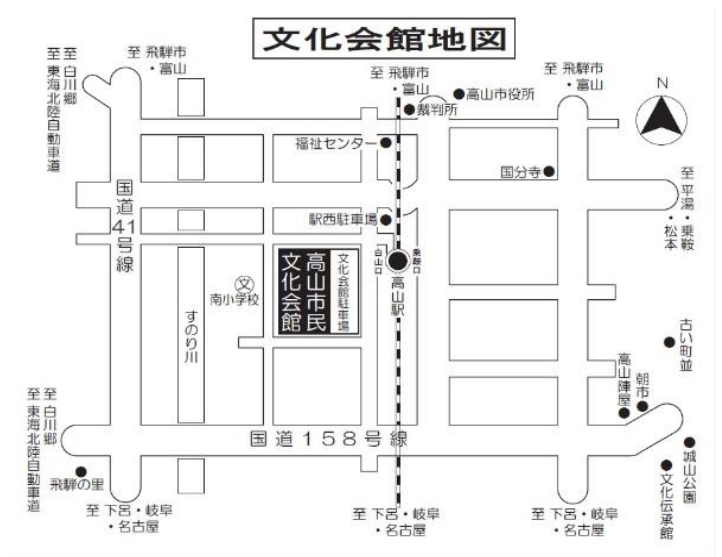 文化会館地図
至 白川郷
東海北陸自動車道
至 飛騨市
・富山
至 飛騨市
・富山
至 飛騨市
・富山
N
高山市役所
裁判所
福祉センター
国分寺
国道41号線
至 平湯・乗鞍
・松本
駅西駐車場
白山口
乗鞍口
高山駅
文化会館駐車場
高山市民
文化会館
文
南小学校
すのり川
古い町並
朝市
高山陣屋
至 白川郷
至 東海北陸自動車道
国道158号線
飛騨の里
城山公園
文化伝承館
至 下呂・岐阜
・名古屋
至 下呂・岐阜
・名古屋
至 下呂・岐阜
・名古屋